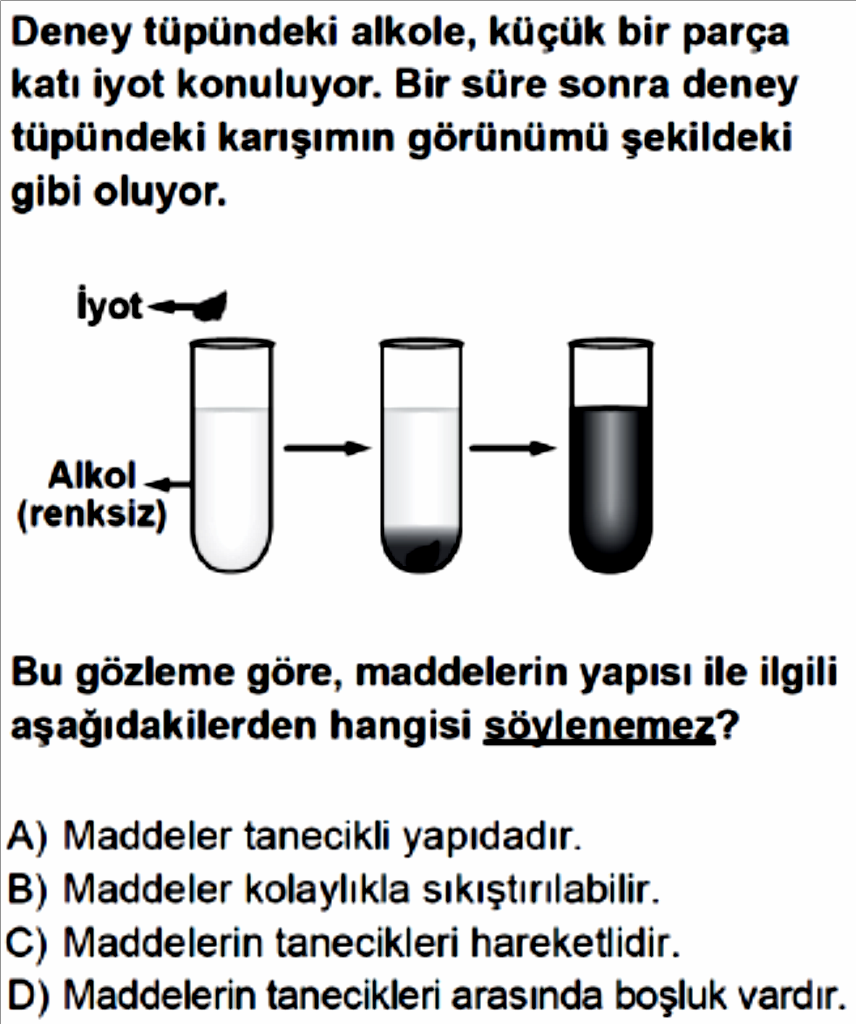 Deney tüpündeki alkole, küçük bir parça
katı iyot konuluyor. Bir süre sonra deney
tüpündeki karışımın görünümü şekildeki
gibi oluyor.
İyot
Alkol
(renksiz)
Bu gözleme göre, maddelerin yapısı ile ilgili
aşağıdakilerden hangisi söylenemez?
A) Maddeler tanecikli yapıdadır.
B) Maddeler kolaylıkla sıkıştırılabilir.
C) Maddelerin tanecikleri hareketlidir.
D) Maddelerin tanecikleri arasında boşluk vardır.